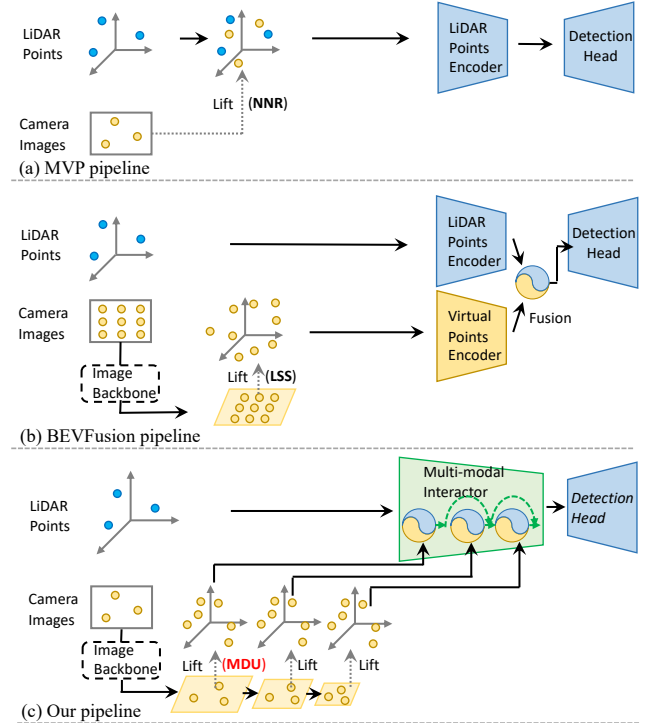 LiDAR
Points
Lift (NNR)
LiDAR
Points
Encoder
Detection
Head
Camera
Images
(a) MVP pipeline
LiDAR
Points
LiDAR
Points
Encoder
Detection
Head
Camera
Images
Virtual
Points
Encoder
Fusion
Image
Backbone
Lift (LSS)
(b) BEVFusion pipeline
LiDAR
Points
Multi-modal
Interactor
Detection
Head
Camera
Images
Image
Backbone
Lift (MDU) Lift Lift
(c) Our pipeline